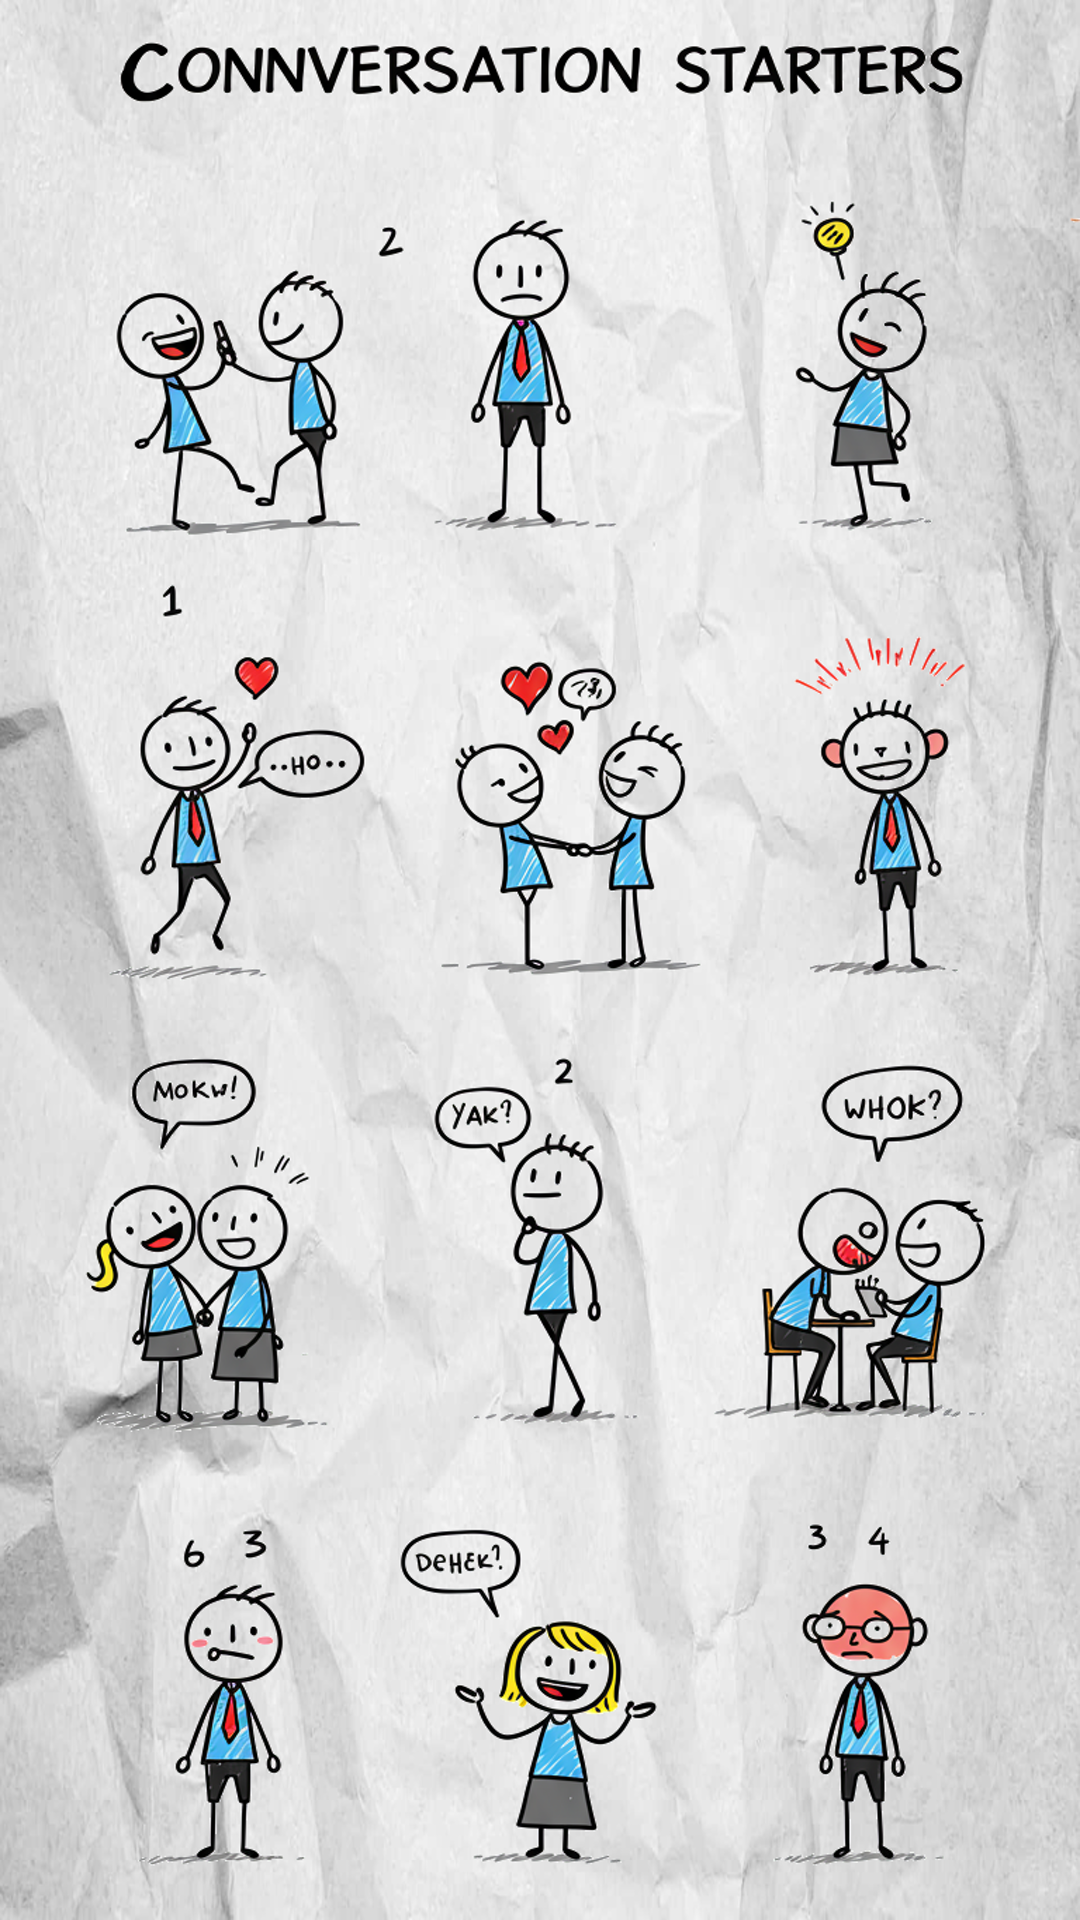 CONNVERSATION STARTERS
2
1
..HO..
MOKW!
2
YAK?
WHOK?
6 3
DeHEK?
3 4